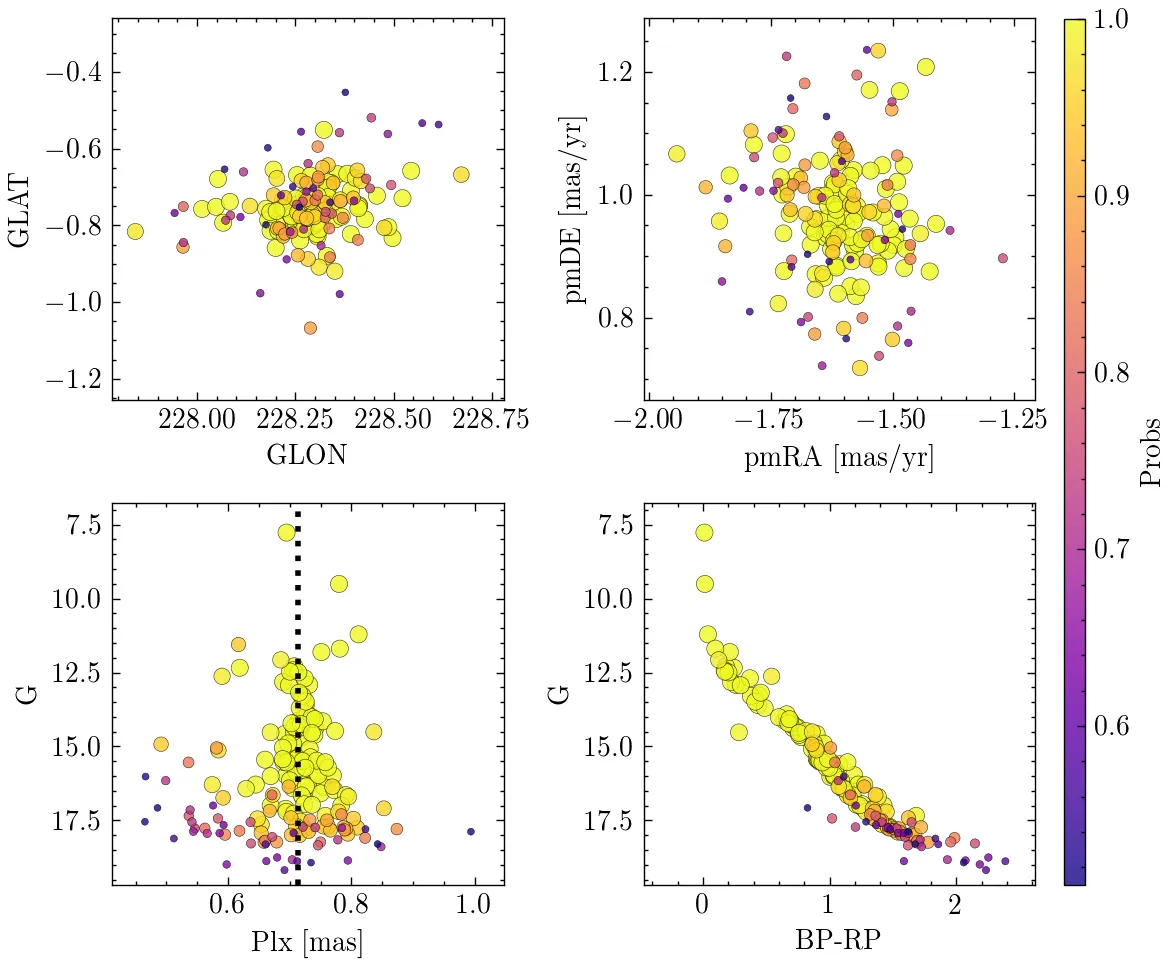 −0.4
−0.6
−0.8
−1.0
−1.2
GLAT
228.00 228.25 228.50 228.75
GLON
1.2
1.0
0.8
pmDE [mas/yr]
−2.00 −1.75 −1.50 −1.25
pmRA [mas/yr]
7.5
10.0
12.5
15.0
17.5
G
0.6 0.8 1.0
Plx [mas]
7.5
10.0
12.5
15.0
17.5
G
0 1 2
BP-RP
1.0
0.9
0.8
0.7
0.6
Probs